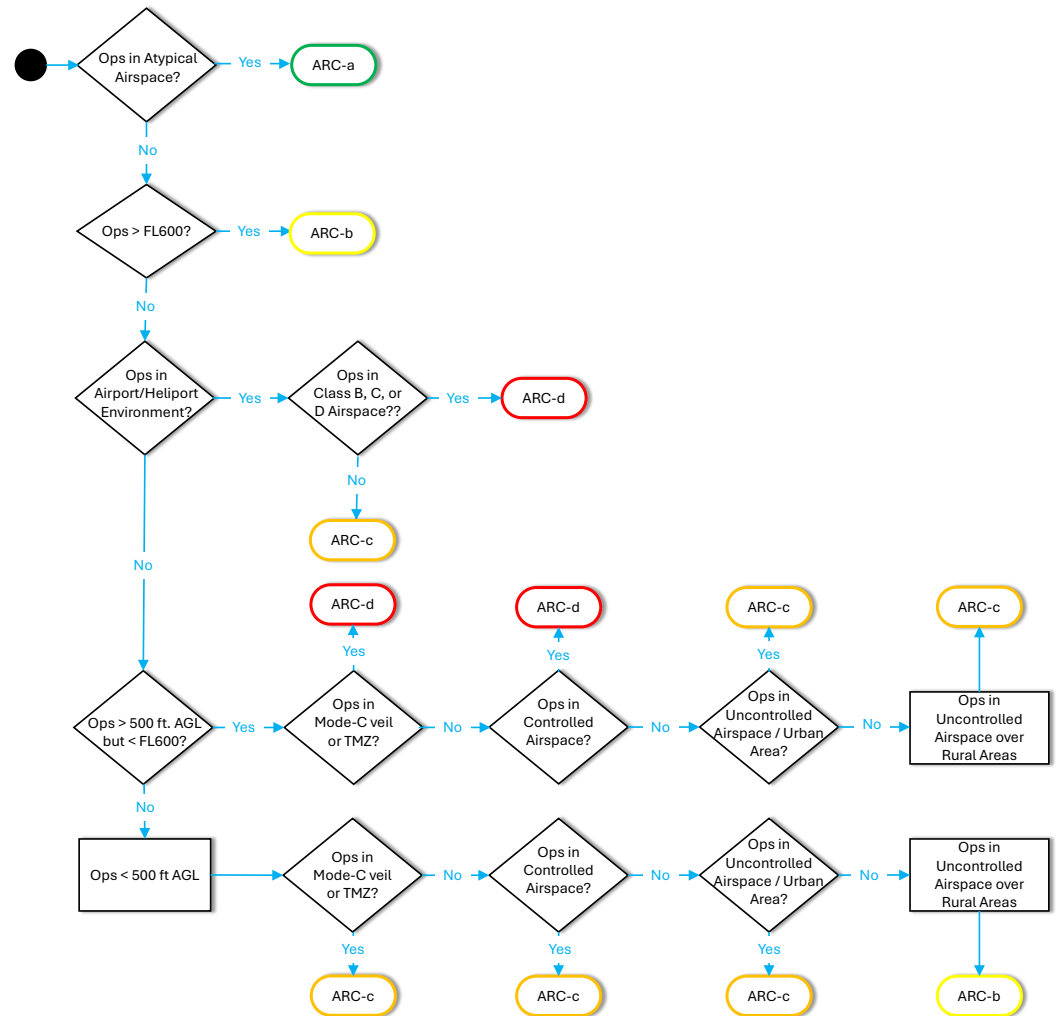 Ops in Atypical
Airspace?
Yes
ARC-a
No
Ops > FL600?
Yes
ARC-b
No
Ops in
Airport/Heliport
Environment?
Yes
Ops in
Class B, C, or
D Airspace??
Yes
ARC-d
No
ARC-c
No
Ops > 500 ft. AGL
but < FL600?
Yes
Ops in
Mode-C veil
or TMZ?
Yes
ARC-d
No
Ops in
Controlled
Airspace?
Yes
ARC-d
No
Ops in
Uncontrolled
Airspace / Urban
Area?
Yes
ARC-c
No
Ops in
Uncontrolled
Airspace over
Rural Areas
ARC-c
No
Ops < 500 ft AGL
Ops in
Mode-C veil
or TMZ?
Yes
ARC-c
No
Ops in
Controlled
Airspace?
Yes
ARC-c
No
Ops in
Uncontrolled
Airspace / Urban
Area?
Yes
ARC-c
No
Ops in
Uncontrolled
Airspace over
Rural Areas
ARC-b